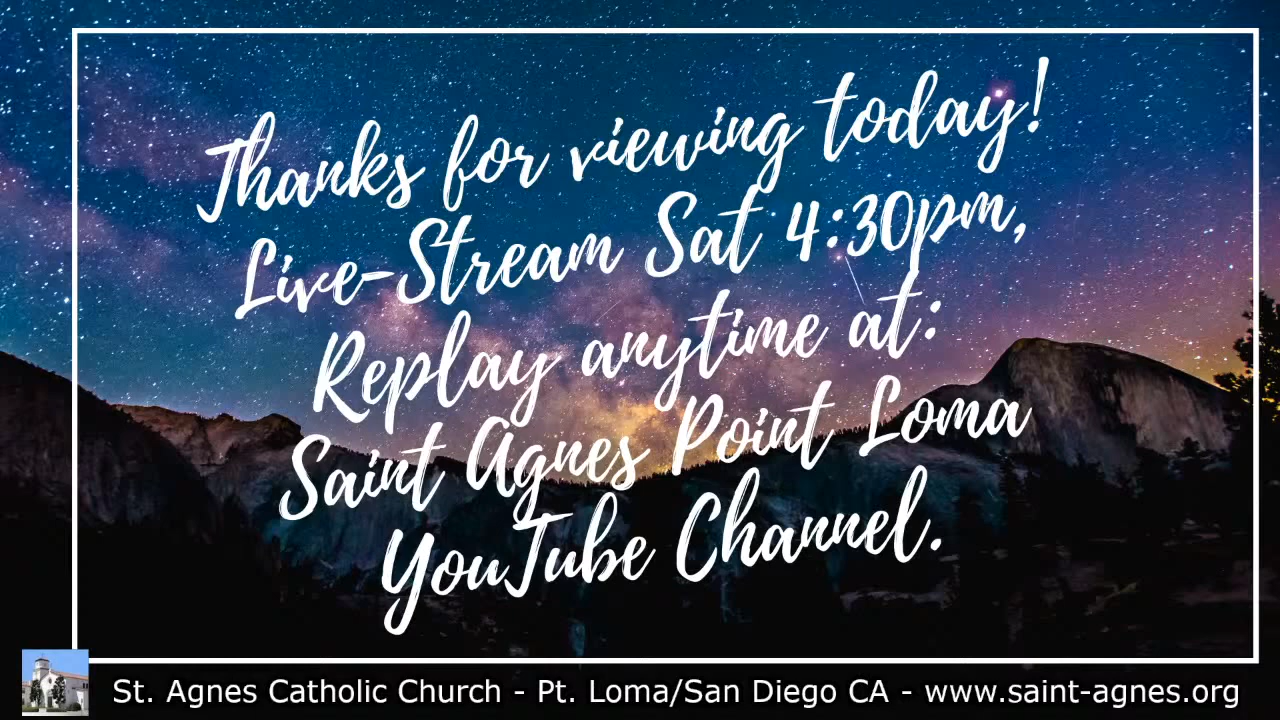 Thanks for viewing today!
Live-Stream Sat 4:30pm,
Replay anytime at:
Saint Agnes Point Loma
YouTube Channel.
St. Agnes Catholic Church - Pt. Loma/San Diego CA - www.saint-agnes.org